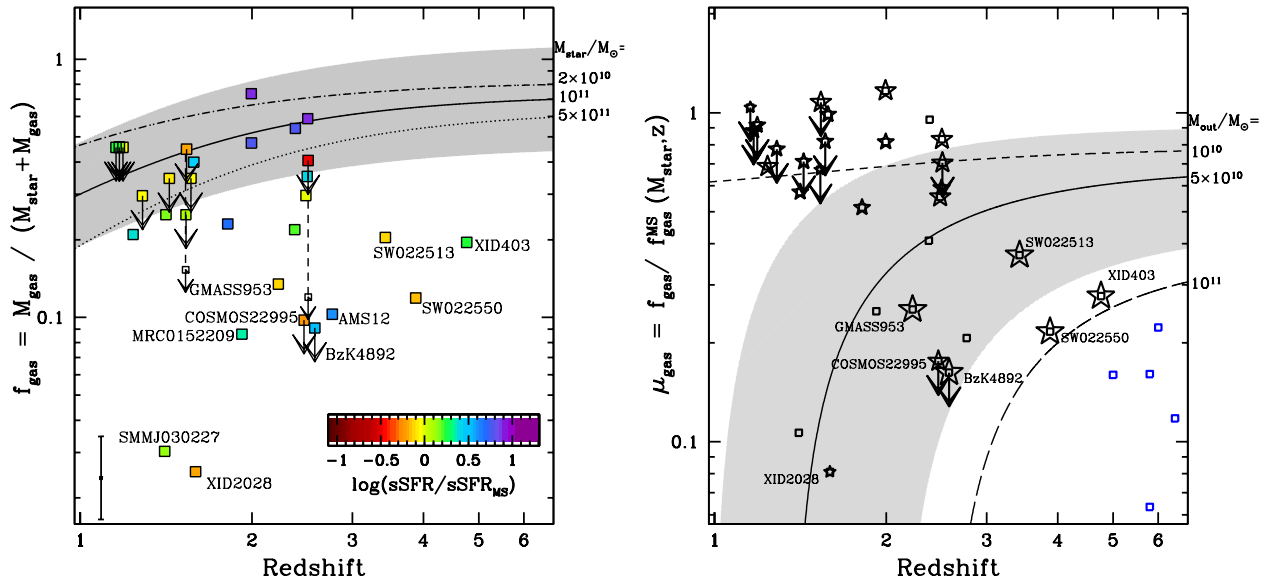 f_gas = M_gas / (M_star+M_gas)
1
0.1
M_star/M_⊙=
2×10^10
10^11
5×10^11
SW022513
XID403
GMASS953
SW022550
COSMOS22995
AMS12
MRC0152209
BzK4892
SMMJ030227
XID2028
-1 -0.5 0 0.5 1
log(sSFR/sSFR_MS)
1 2 3 4 5 6
Redshift
μ_gas = f_gas/ f_gas^MS (M_star,z)
1
0.1
M_out/M_⊙=
10^10
5×10^10
10^11
SW022513
XID403
GMASS953
SW022550
COSMOS22995
BzK4892
XID2028
1 2 3 4 5 6
Redshift